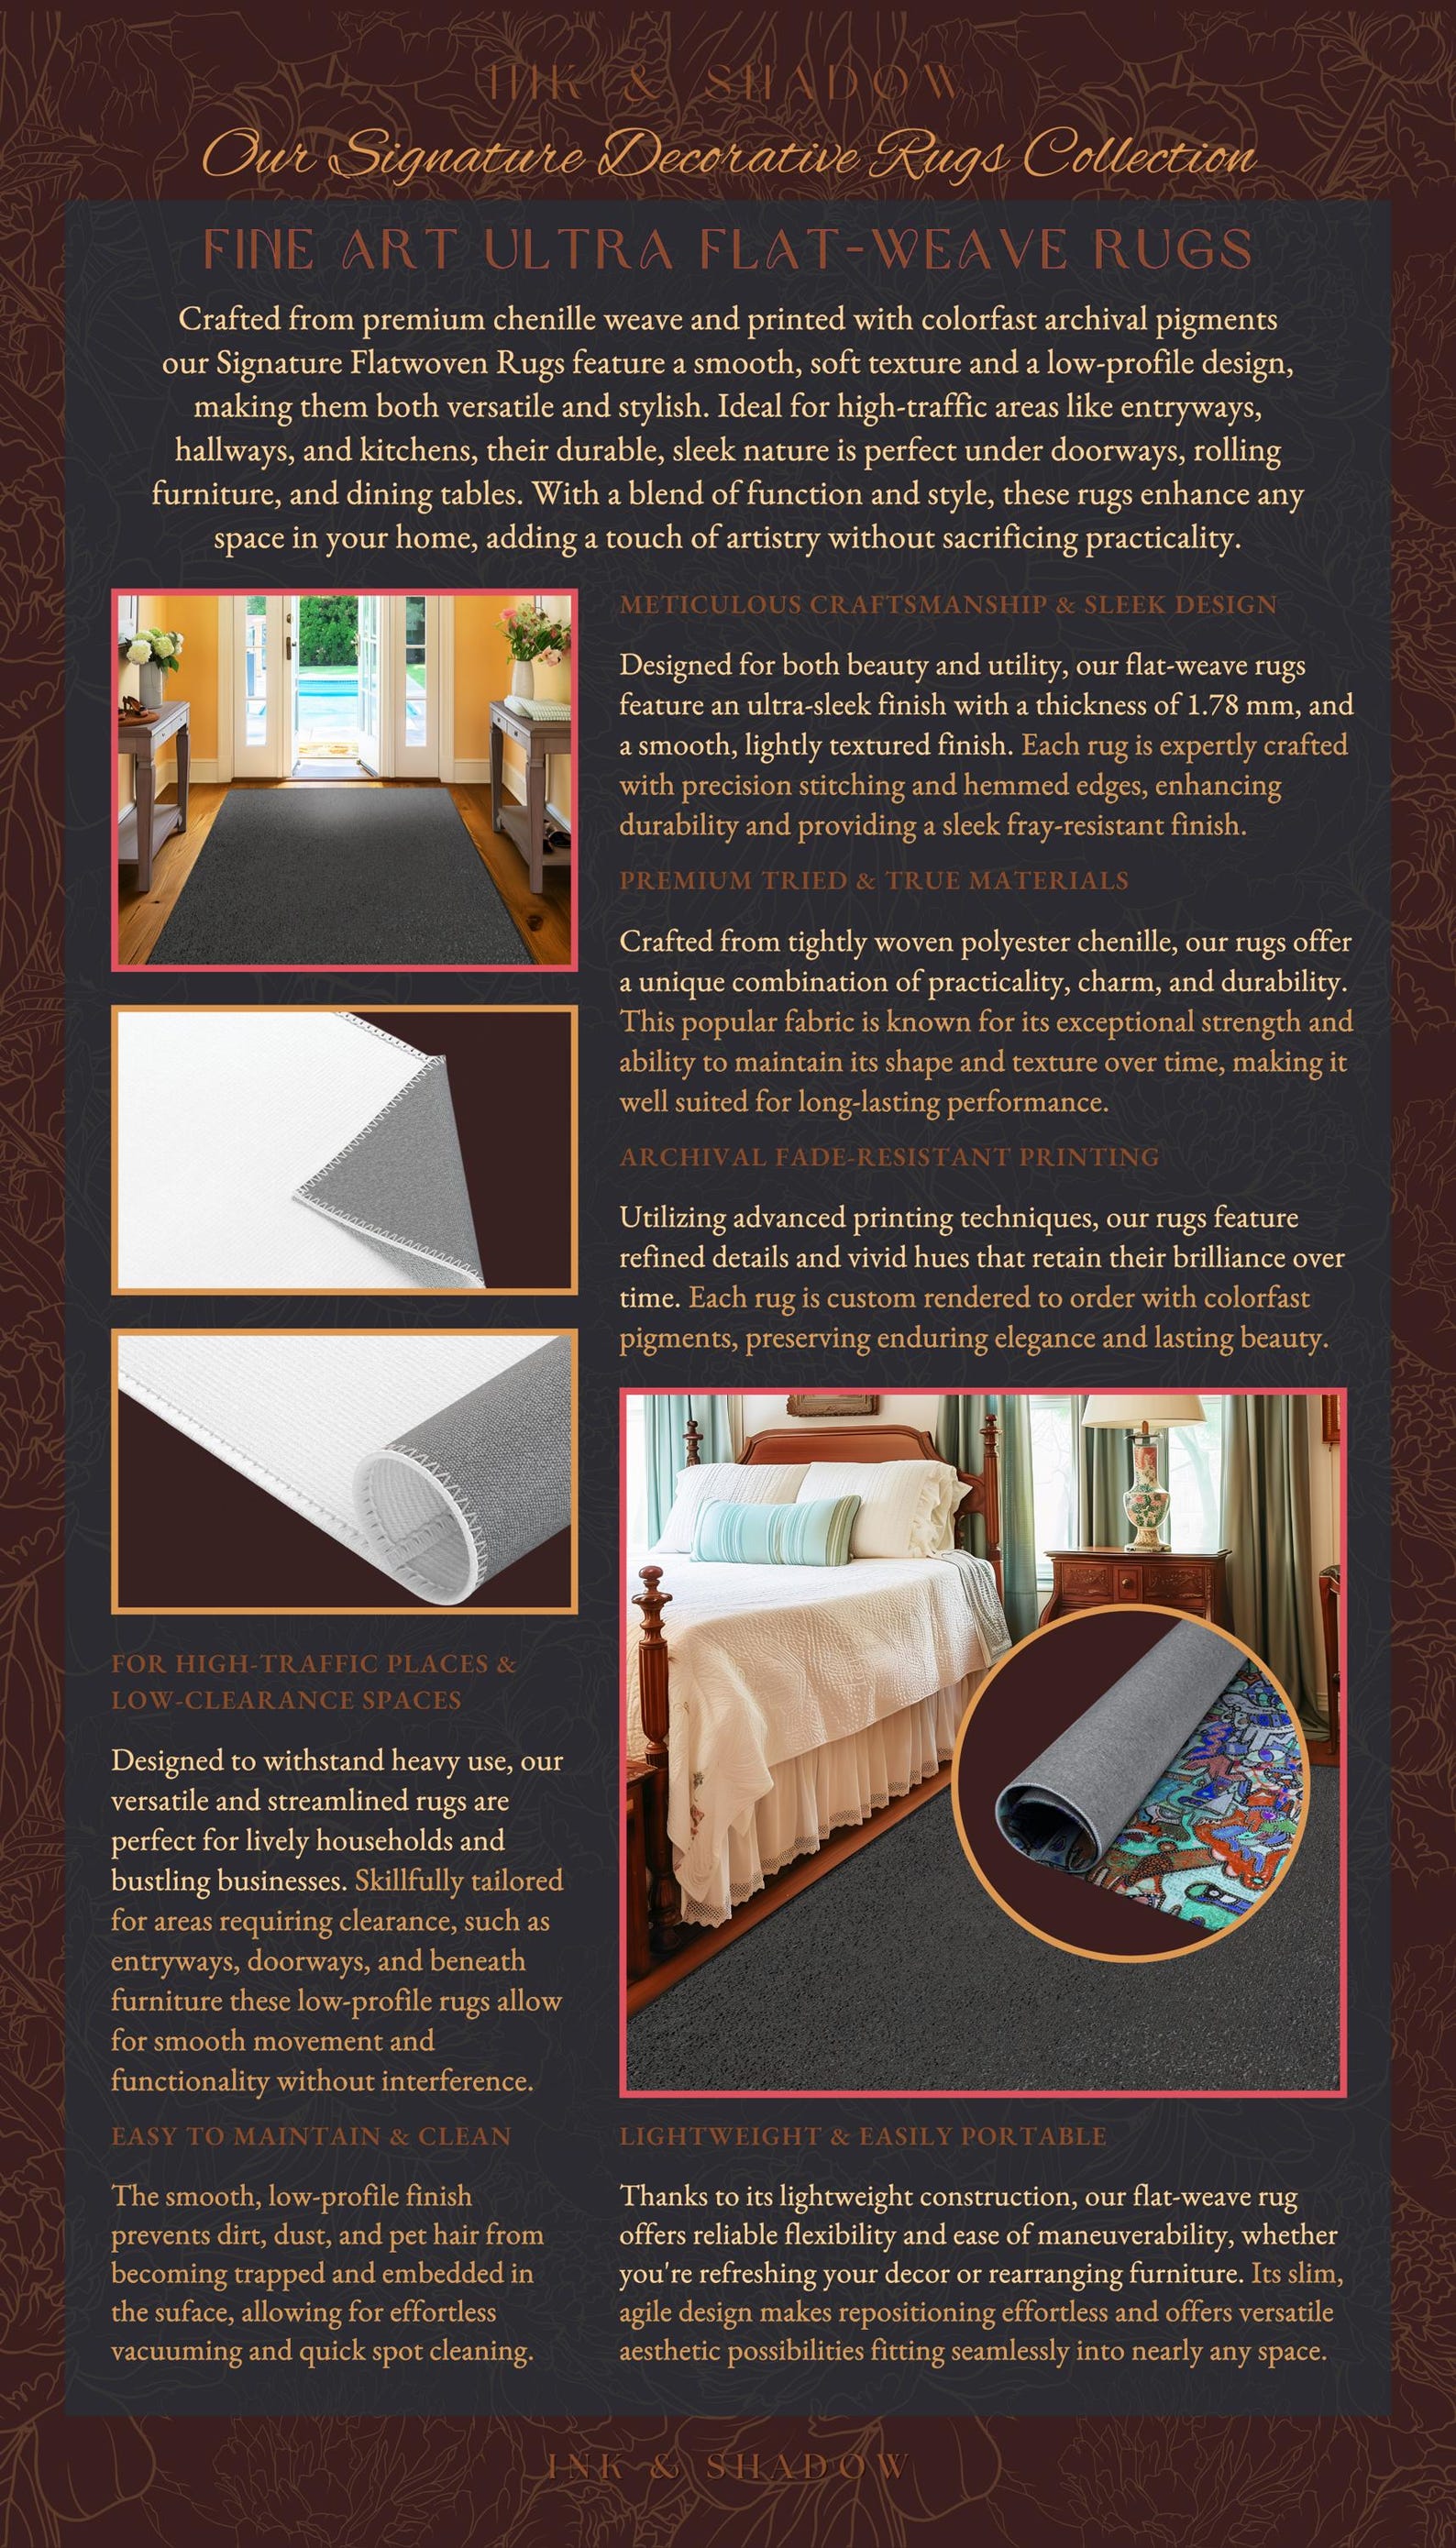 INK & SHADOW
Our Signature Decorative Rugs Collection
FINE ART ULTRA FLAT-WEAVE RUGS
Crafted from premium chenille weave and printed with colorfast archival pigments
our Signature Flatwoven Rugs feature a smooth, soft texture and a low-profile design,
making them both versatile and stylish. Ideal for high-traffic areas like entryways,
hallways, and kitchens, their durable, sleek nature is perfect under doorways, rolling
furniture, and dining tables. With a blend of function and style, these rugs enhance any
space in your home, adding a touch of artistry without sacrificing practicality.
METICULOUS CRAFTSMANSHIP & SLEEK DESIGN
Designed for both beauty and utility, our flat-weave rugs
feature an ultra-sleek finish with a thickness of 1.78 mm, and
a smooth, lightly textured finish. Each rug is expertly crafted
with precision stitching and hemmed edges, enhancing
durability and providing a sleek fray-resistant finish.
PREMIUM TRIED & TRUE MATERIALS
Crafted from tightly woven polyester chenille, our rugs offer
a unique combination of practicality, charm, and durability.
This popular fabric is known for its exceptional strength and
ability to maintain its shape and texture over time, making it
well suited for long-lasting performance.
ARCHIVAL FADE-RESISTANT PRINTING
Utilizing advanced printing techniques, our rugs feature
refined details and vivid hues that retain their brilliance over
time. Each rug is custom rendered to order with colorfast
pigments, preserving enduring elegance and lasting beauty.
FOR HIGH-TRAFFIC PLACES &
LOW-CLEARANCE SPACES
Designed to withstand heavy use, our
versatile and streamlined rugs are
perfect for lively households and
bustling businesses. Skillfully tailored
for areas requiring clearance, such as
entryways, doorways, and beneath
furniture these low-profile rugs allow
for smooth movement and
functionality without interference.
EASY TO MAINTAIN & CLEAN
The smooth, low-profile finish
prevents dirt, dust, and pet hair from
becoming trapped and embedded in
the suface, allowing for effortless
vacuuming and quick spot cleaning.
LIGHTWEIGHT & EASILY PORTABLE
Thanks to its lightweight construction, our flat-weave rug
offers reliable flexibility and ease of maneuverability, whether
you're refreshing your decor or rearranging furniture. Its slim,
agile design makes repositioning effortless and offers versatile
aesthetic possibilities fitting seamlessly into nearly any space.
INK & SHADOW